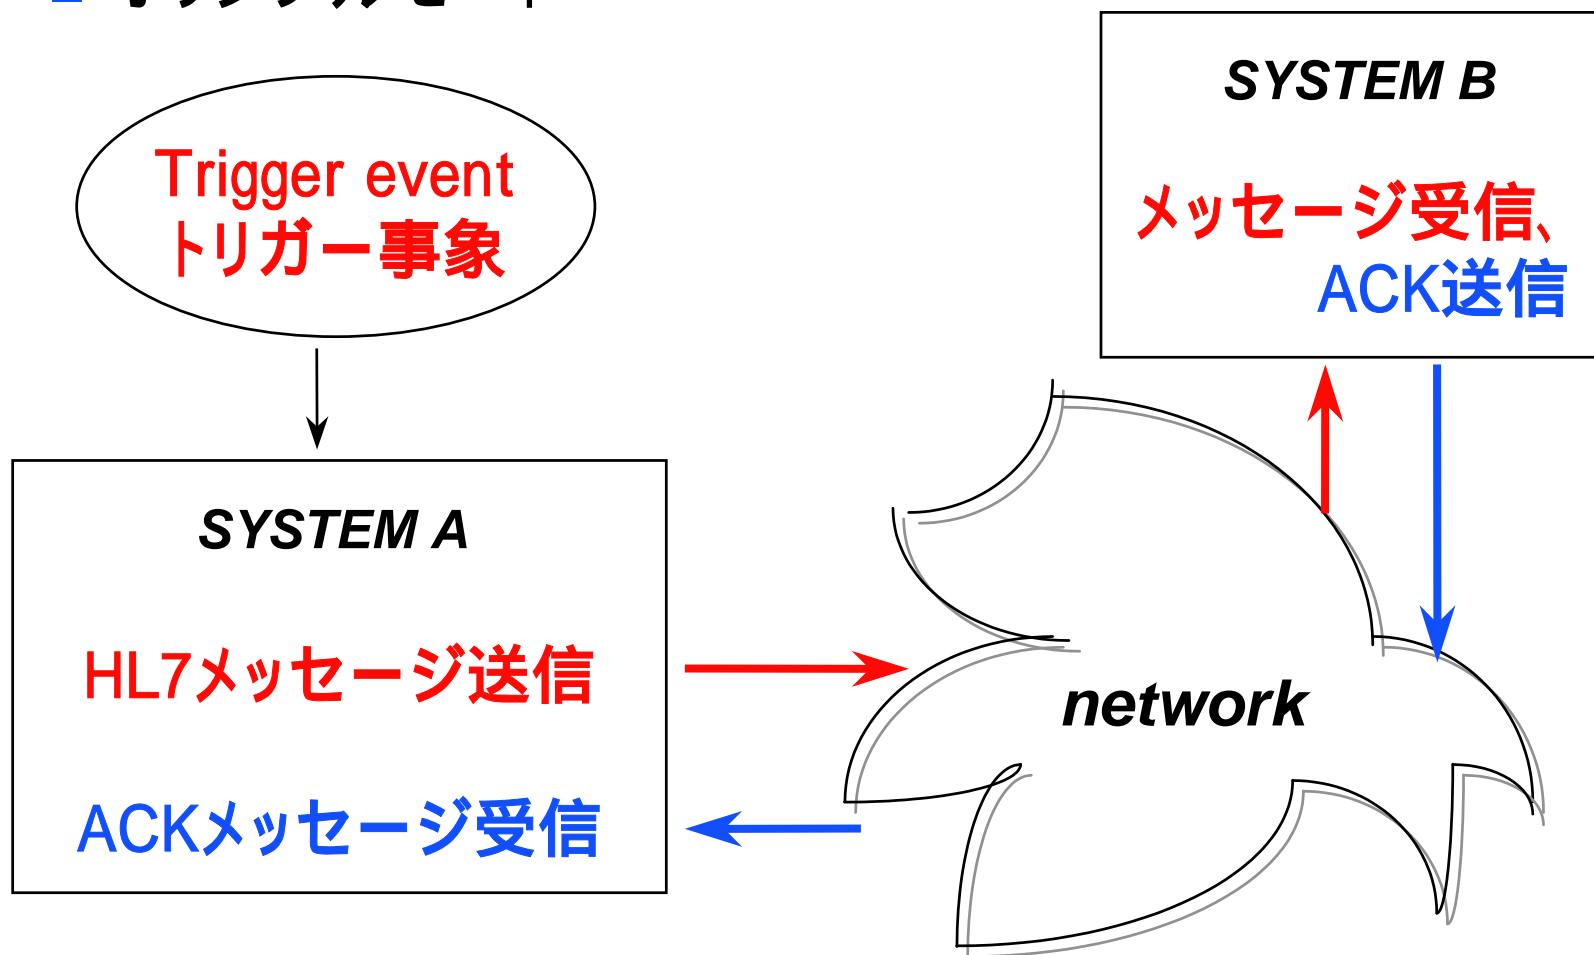 Trigger event
トリガー事象
SYSTEM B
メッセージ受信、
ACK送信
SYSTEM A
HL7メッセージ送信
ACKメッセージ受信
network